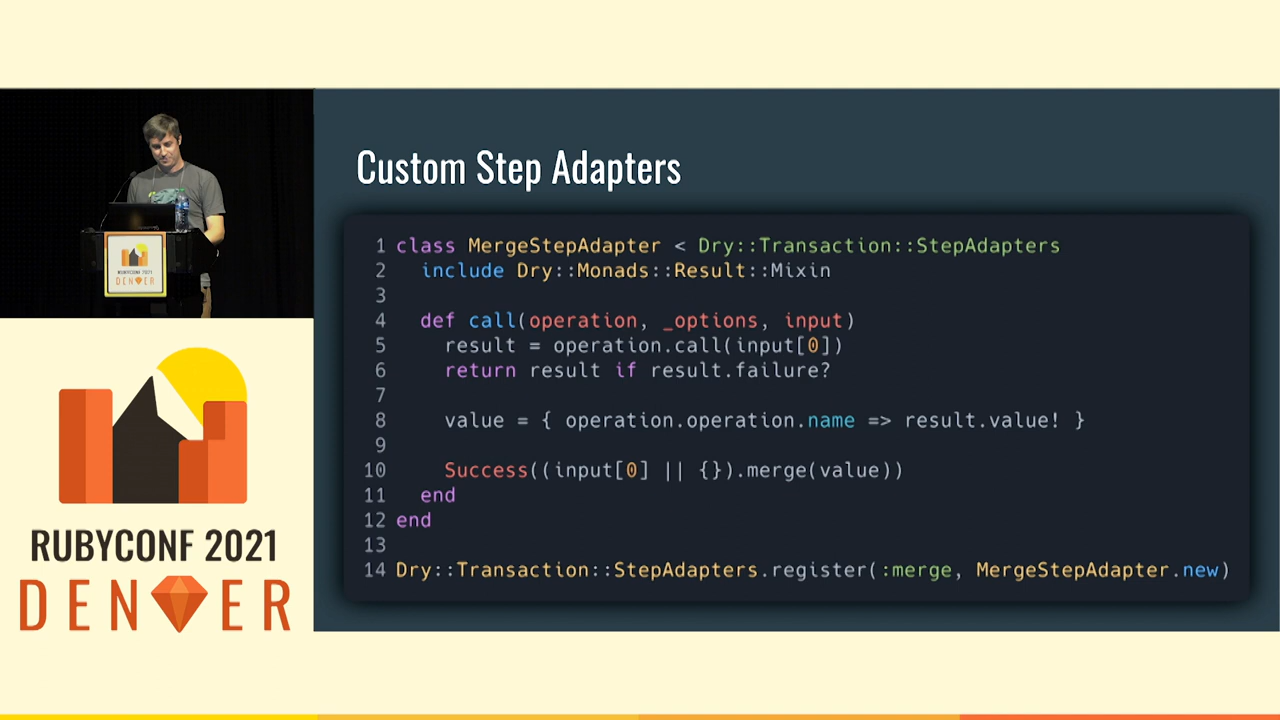 Custom Step Adapters
1 class MergeStepAdapter < Dry::Transaction::StepAdapters
2   include Dry::Monads::Result::Mixin
3
4   def call(operation, _options, input)
5     result = operation.call(input[0])
6     return result if result.failure?
7
8     value = { operation.operation.name => result.value! }
9
10     Success((input[0] || {}).merge(value))
11   end
12 end
13
14 Dry::Transaction::StepAdapters.register(:merge, MergeStepAdapter.new)
RUBYCONF 2021
DENVER
RUBYCONF 2021
DENVER